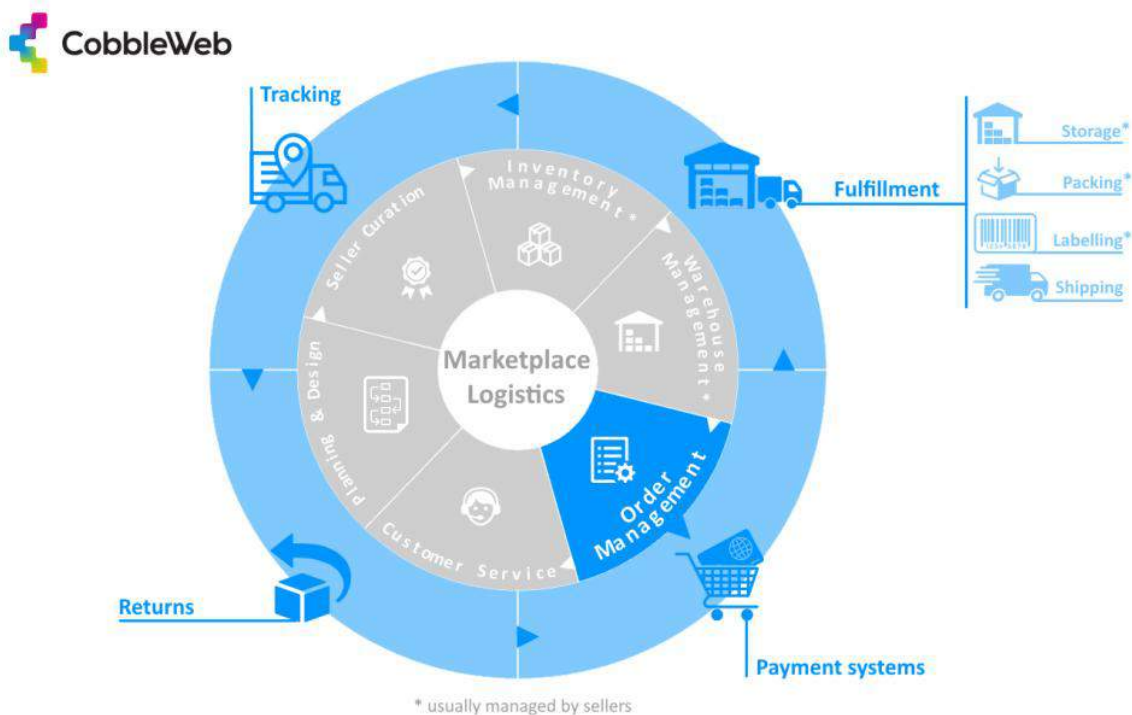 CobbleWeb
Tracking
Storage*
Packing*
Fulfillment
Labelling*
Shipping
Inventory
Management*
Seller Curation
Warehouse
Management*
Marketplace
Logistics
Planning & Design
Order
Management
Customer Service
Returns
Payment systems
* usually managed by sellers